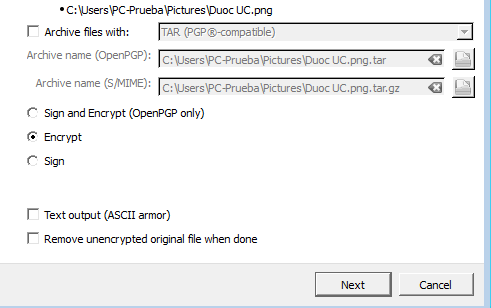 •C:\Users\PC-Prueba\Pictures\Duoc UC.png
Archive files with: TAR (PGP®-compatible)
Archive name (OpenPGP): C:\Users\PC-Prueba\Pictures\Duoc UC.png.tar
Archive name (S/MIME): C:\Users\PC-Prueba\Pictures\Duoc UC.png.tar.gz
Sign and Encrypt (OpenPGP only)
Encrypt
Sign
Text output (ASCII armor)
Remove unencrypted original file when done
Next Cancel